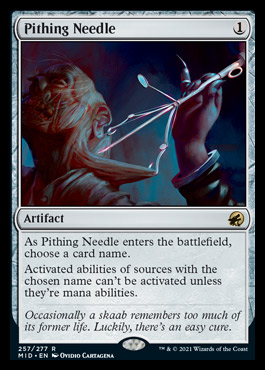 Pithing Needle 1
Artifact
As Pithing Needle enters the battlefield,
choose a card name.
Activated abilities of sources with the
chosen name can't be activated unless
they're mana abilities.
Occasionally a skaab remembers too much of
its former life. Luckily, there's an easy cure.
257/277 R
MID • EN OVIDIO CARTAGENA ™ & © 2021 Wizards of the Coast